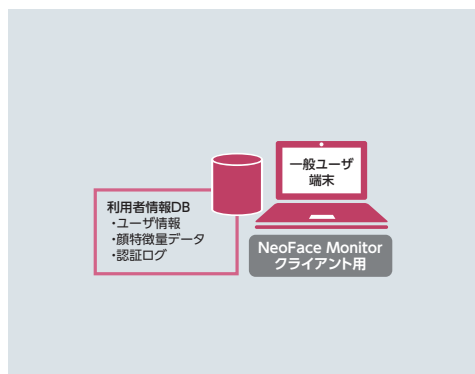 一般ユーザ
端末
利用者情報DB
・ユーザ情報
・顔特徴量データ
・認証ログ
NeoFace Monitor
クライアント用